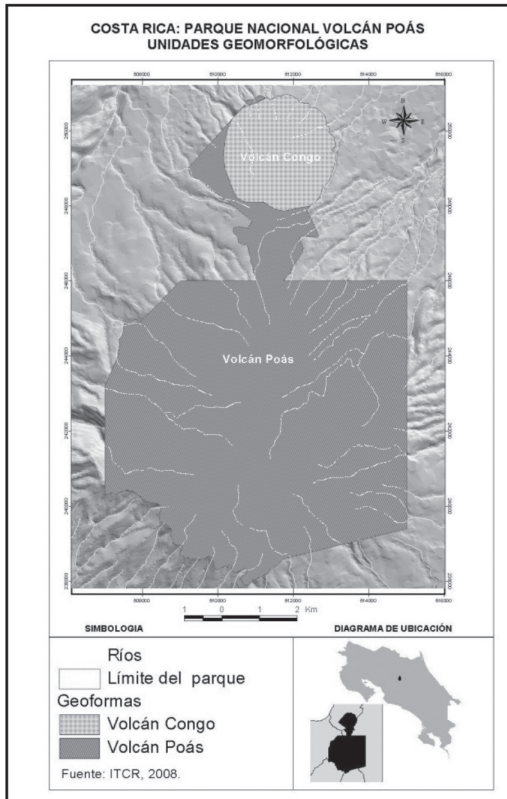 COSTA RICA: PARQUE NACIONAL VOLCÁN POÁS
UNIDADES GEOMORFOLÓGICAS
N
W E
S
Volcán Congo
Volcán Poás
1 0 1 2 Km
SIMBOLOGIA
DIAGRAMA DE UBICACIÓN
Ríos
Límite del parque
Geoformas
Volcán Congo
Volcán Poás
Fuente: ITCR, 2008.